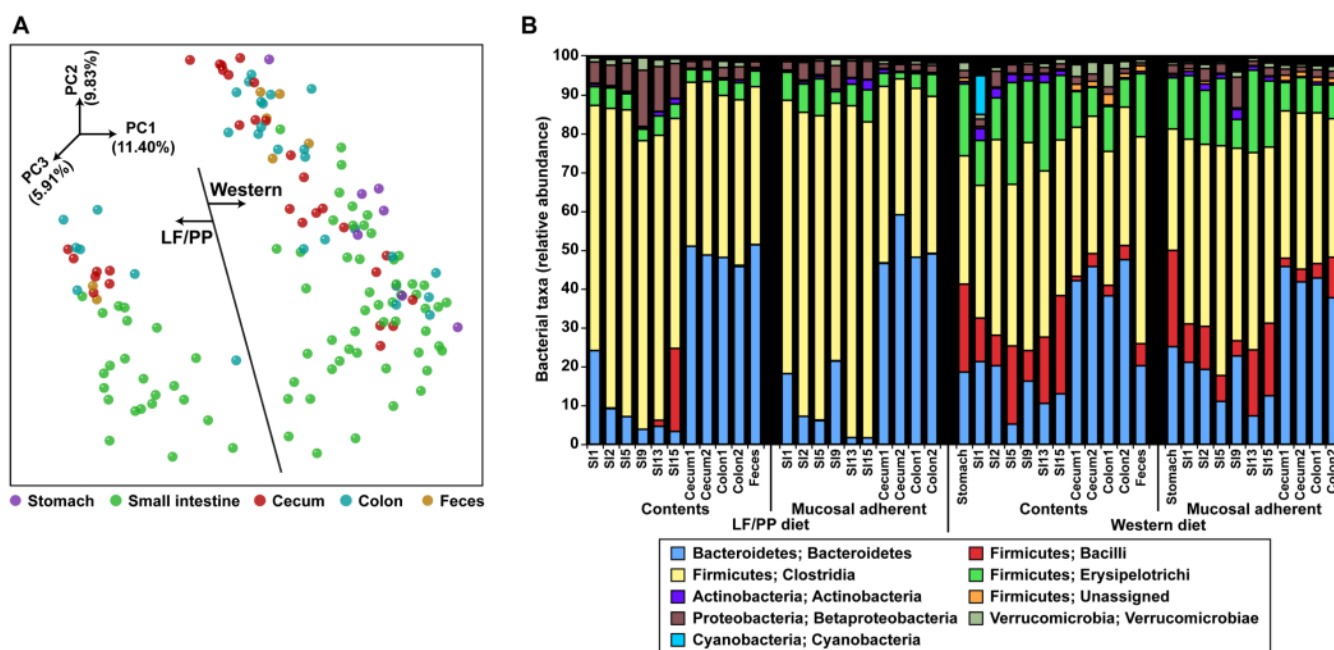 A
PC2
(9.83%)
PC1
(11.40%)
PC3
(5.91%)
Western
LF/PP
Stomach Small intestine Cecum Colon Feces
B
Bacterial taxa (relative abundance)
100
90
80
70
60
50
40
30
20
10
0
SI1 SI2 SI5 SI9 SI13 SI15 Cecum1 Cecum2 Colon1 Colon2 Feces SI1 SI2 SI5 SI9 SI13 SI15 Cecum1 Cecum2 Colon1 Colon2 Stomach SI1 SI2 SI5 SI9 SI13 SI15 Cecum1 Cecum2 Colon1 Colon2 Feces Stomach SI1 SI2 SI5 SI9 SI13 SI15 Cecum1 Cecum2 Colon1 Colon2
Contents Mucosal adherent Contents Mucosal adherent
LF/PP diet Western diet
Bacteroidetes; Bacteroidetes Firmicutes; Bacilli
Firmicutes; Clostridia Firmicutes; Erysipelotrichi
Actinobacteria; Actinobacteria Firmicutes; Unassigned
Proteobacteria; Betaproteobacteria Verrucomicrobia; Verrucomicrobiae
Cyanobacteria; Cyanobacteria